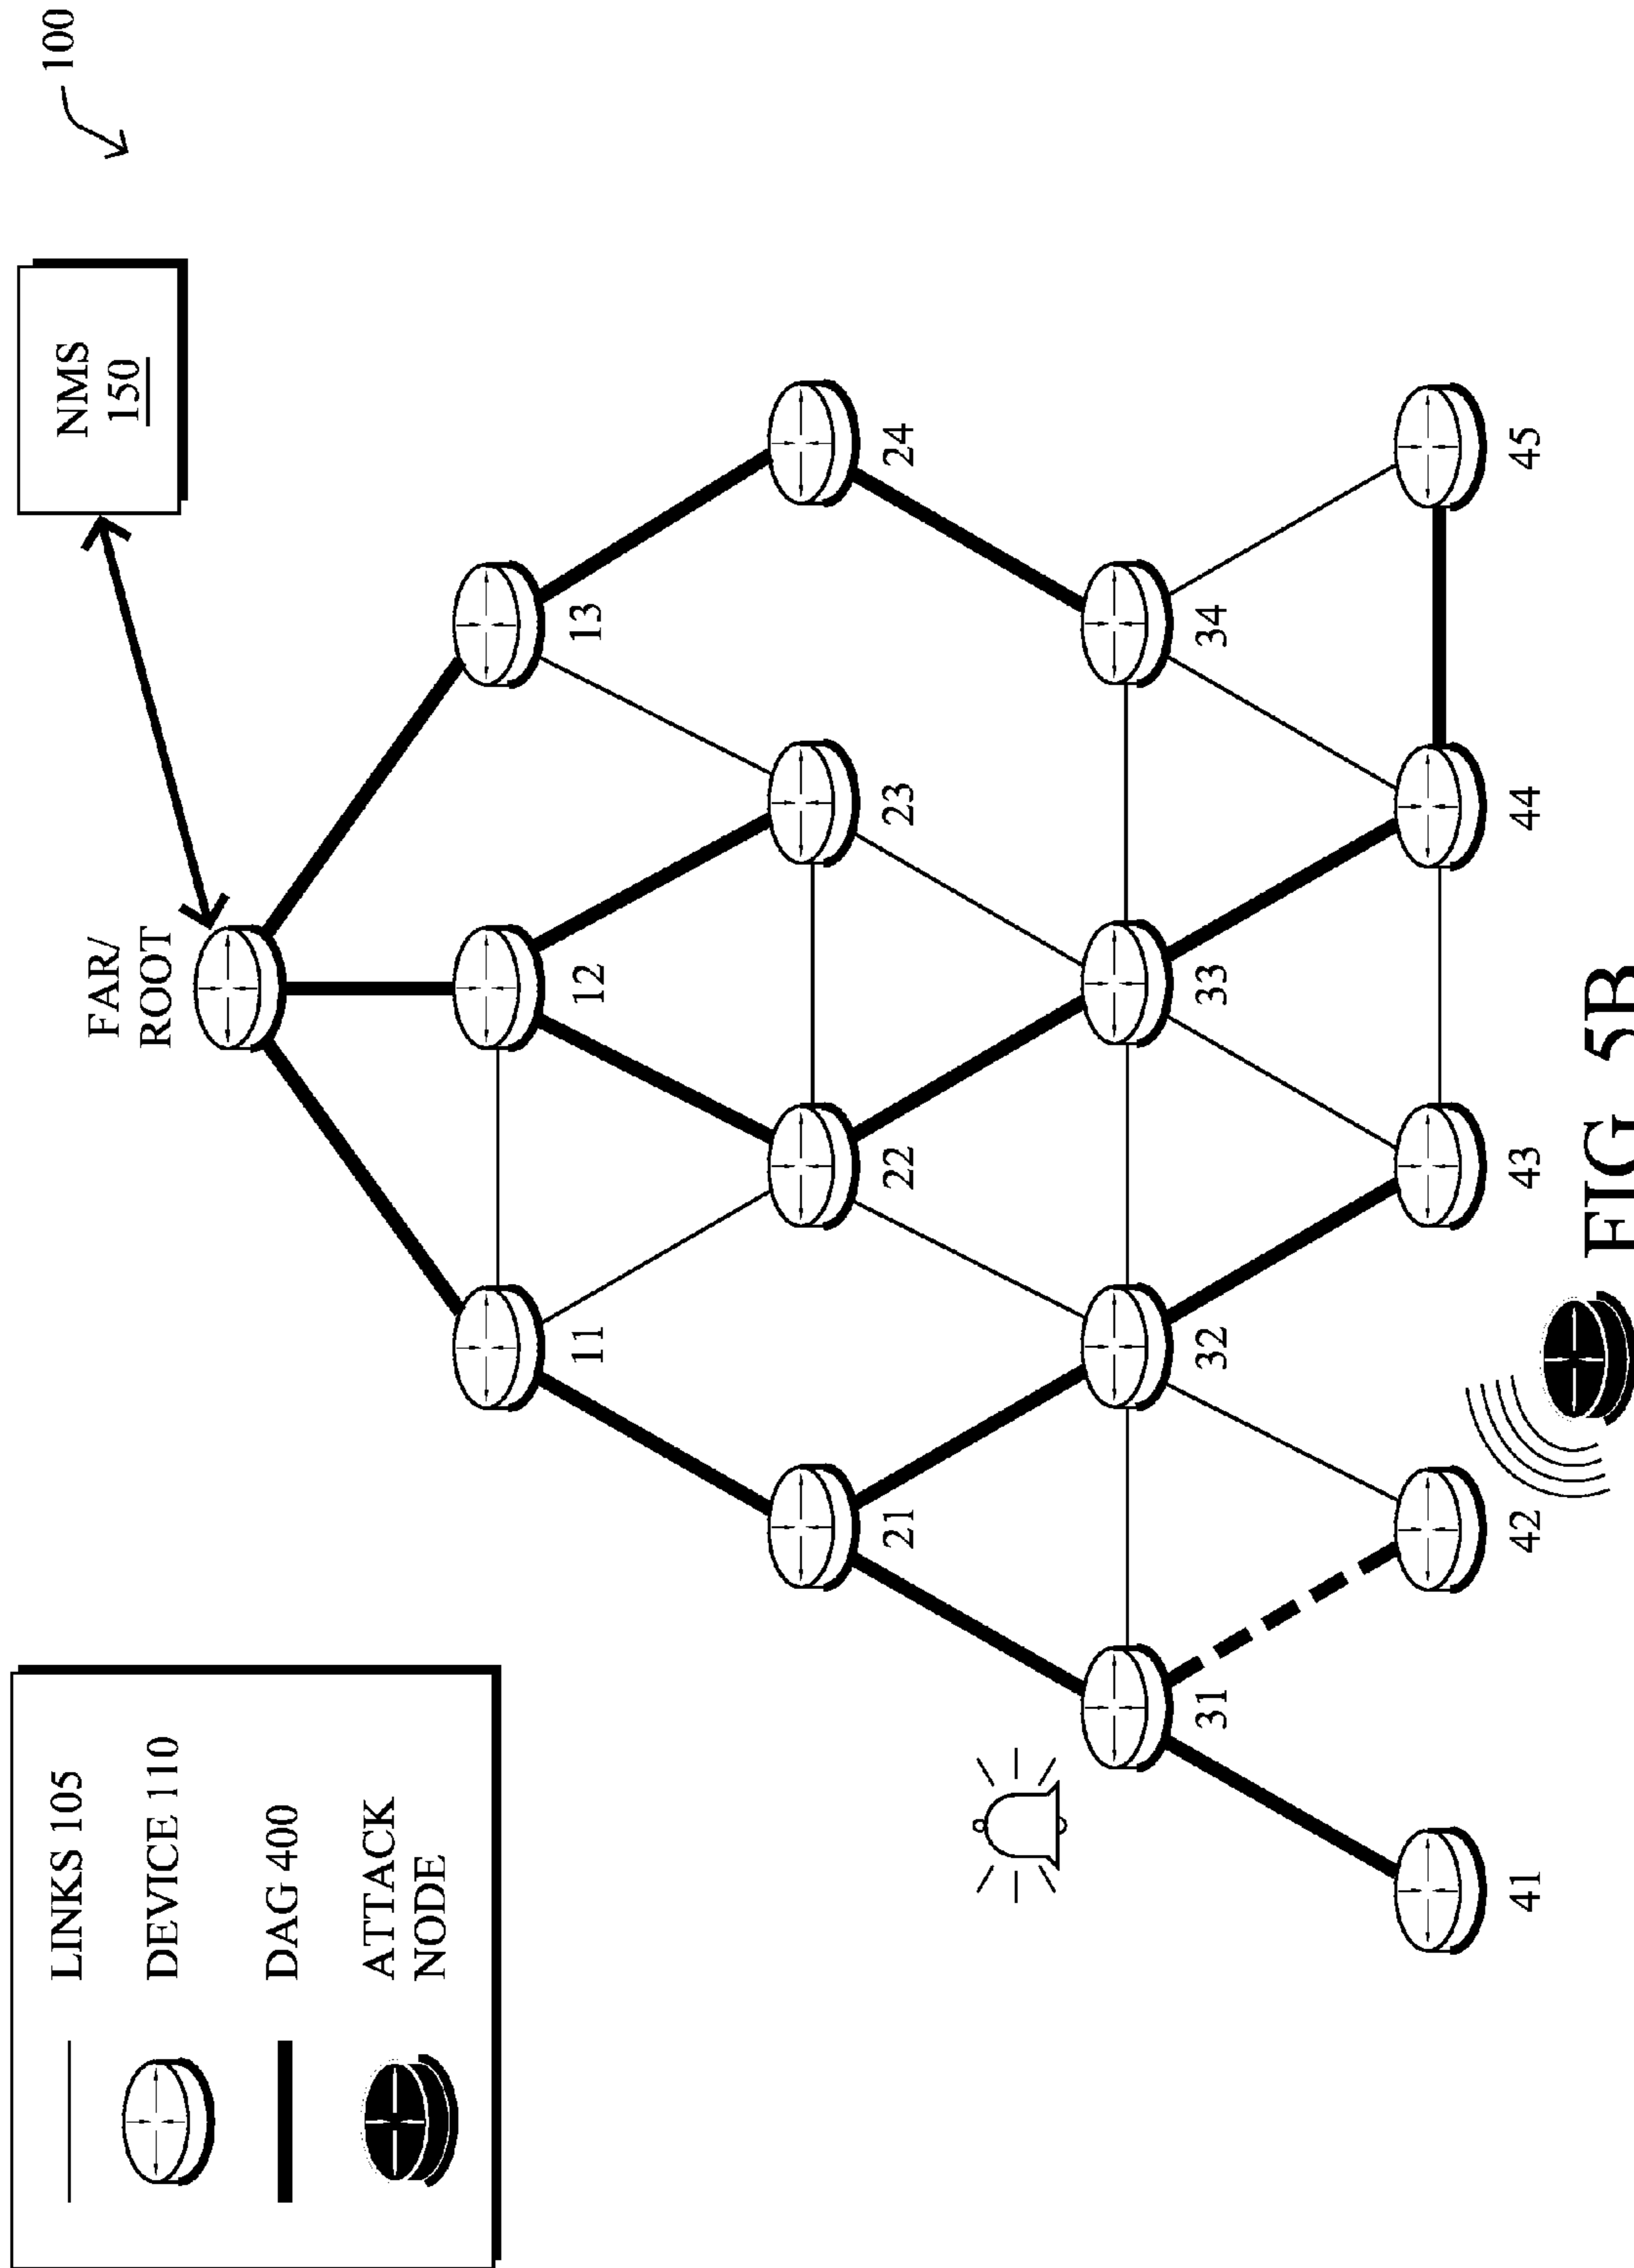 100
NMS
150
LINKS 105
DEVICE 110
DAG 400
ATTACK
NODE
FAR/
ROOT
11
12
13
21
22
23
24
31
32
33
34
41
42
43
44
45
FIG. 5B